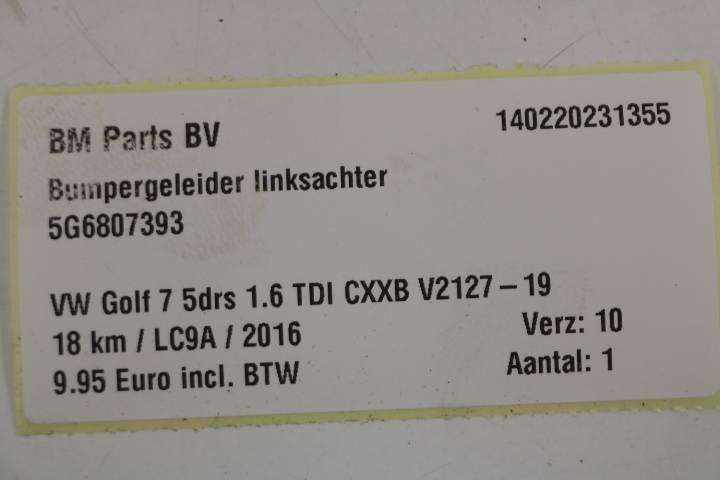 BM Parts BV 140220231355
Bumpergeleider linksachter
5G6807393
VW Golf 7 5drs 1.6 TDI CXXB V2127 – 19
18 km / LC9A / 2016 Verz: 10
9.95 Euro incl. BTW Aantal: 1